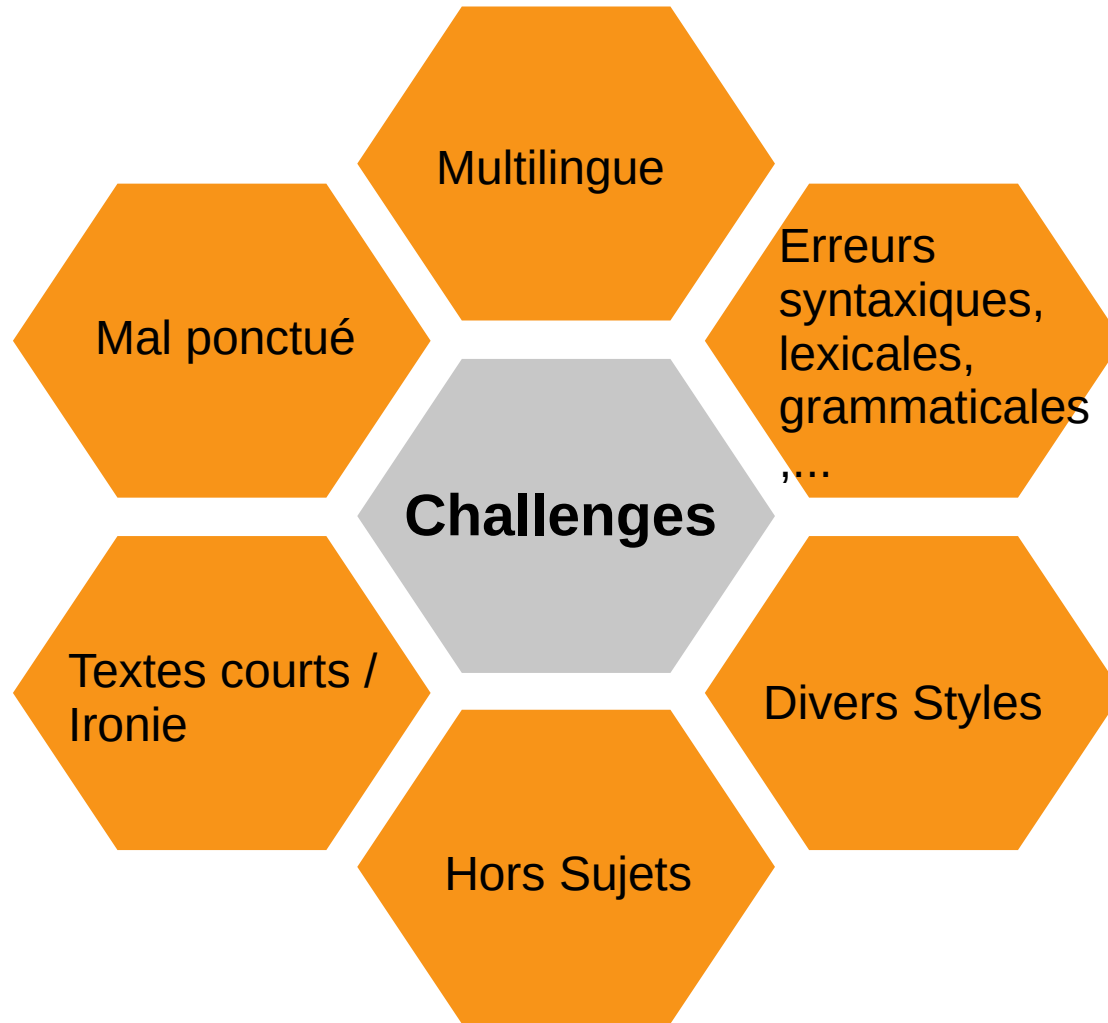 Multilingue
Erreurs
syntaxiques,
lexicales,
grammaticales
,...
Mal ponctué
Challenges
Textes courts /
Ironie
Divers Styles
Hors Sujets